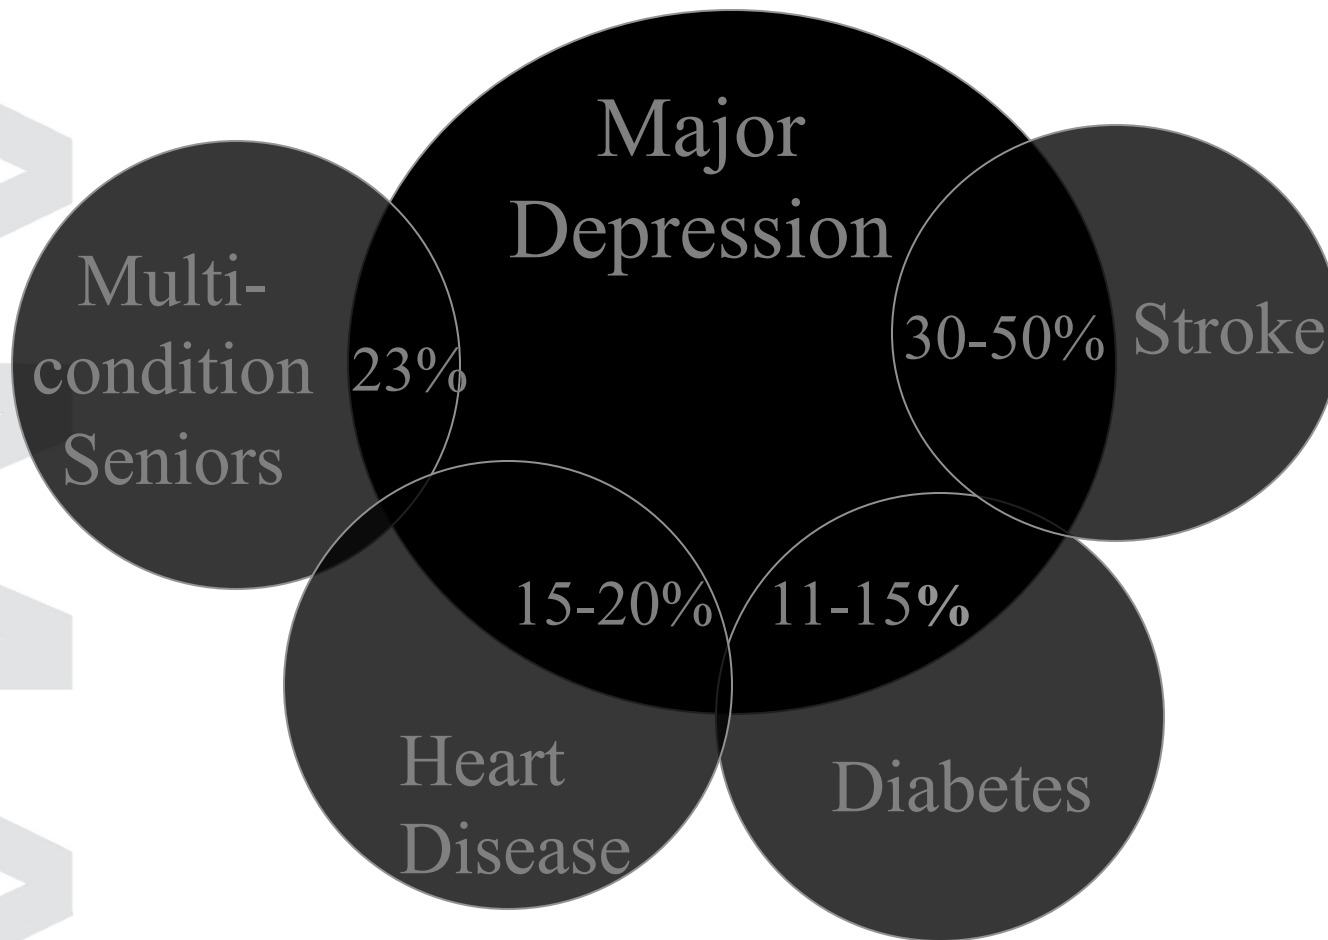 Major
Depression
Multi-
condition
Seniors
23%
30-50%
Stroke
15-20%
11-15%
Heart
Disease
Diabetes